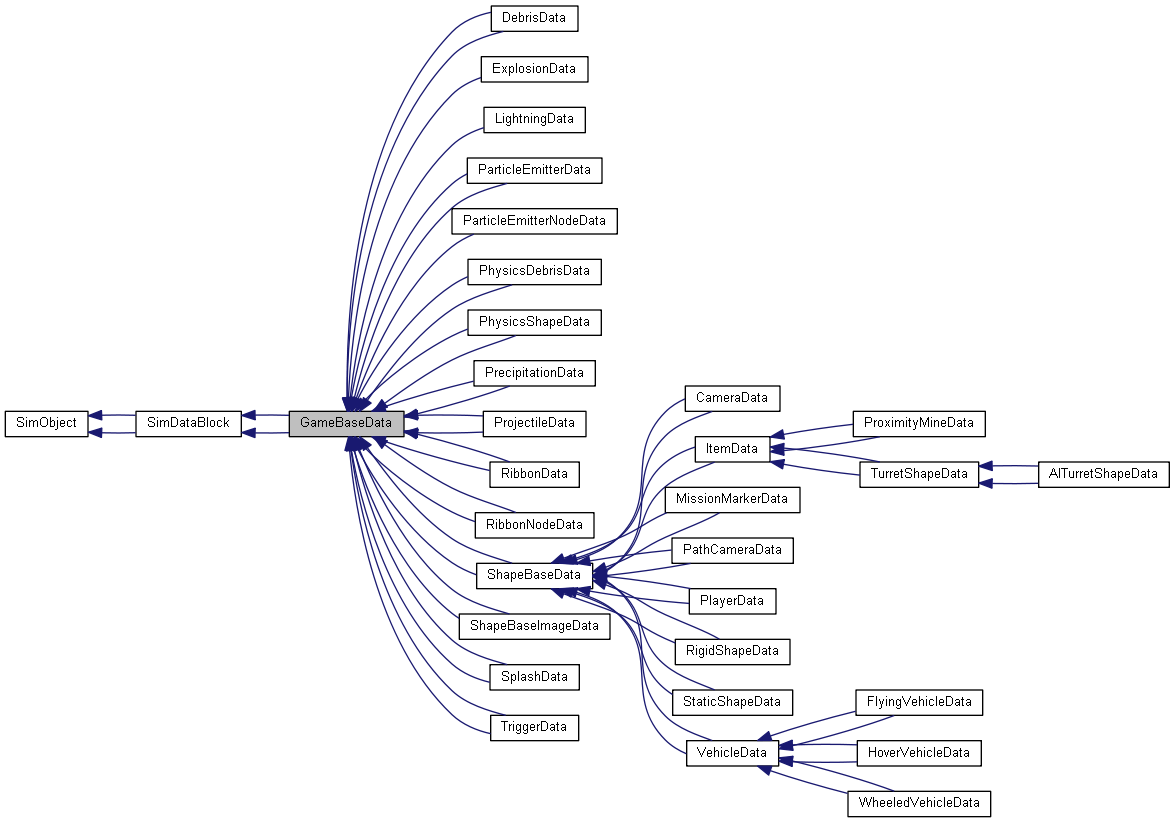 DebrisData
ExplosionData
LightningData
ParticleEmitterData
ParticleEmitterNodeData
PhysicsDebrisData
PhysicsShapeData
PrecipitationData
SimObject
SimDataBlock
GameBaseData
ProjectileData
RibbonData
RibbonNodeData
ShapeBaseData
ShapeBaseImageData
SplashData
TriggerData
CameraData
ItemData
MissionMarkerData
PathCameraData
PlayerData
RigidShapeData
StaticShapeData
VehicleData
ProximityMineData
TurretShapeData
AITurretShapeData
FlyingVehicleData
HoverVehicleData
WheeledVehicleData